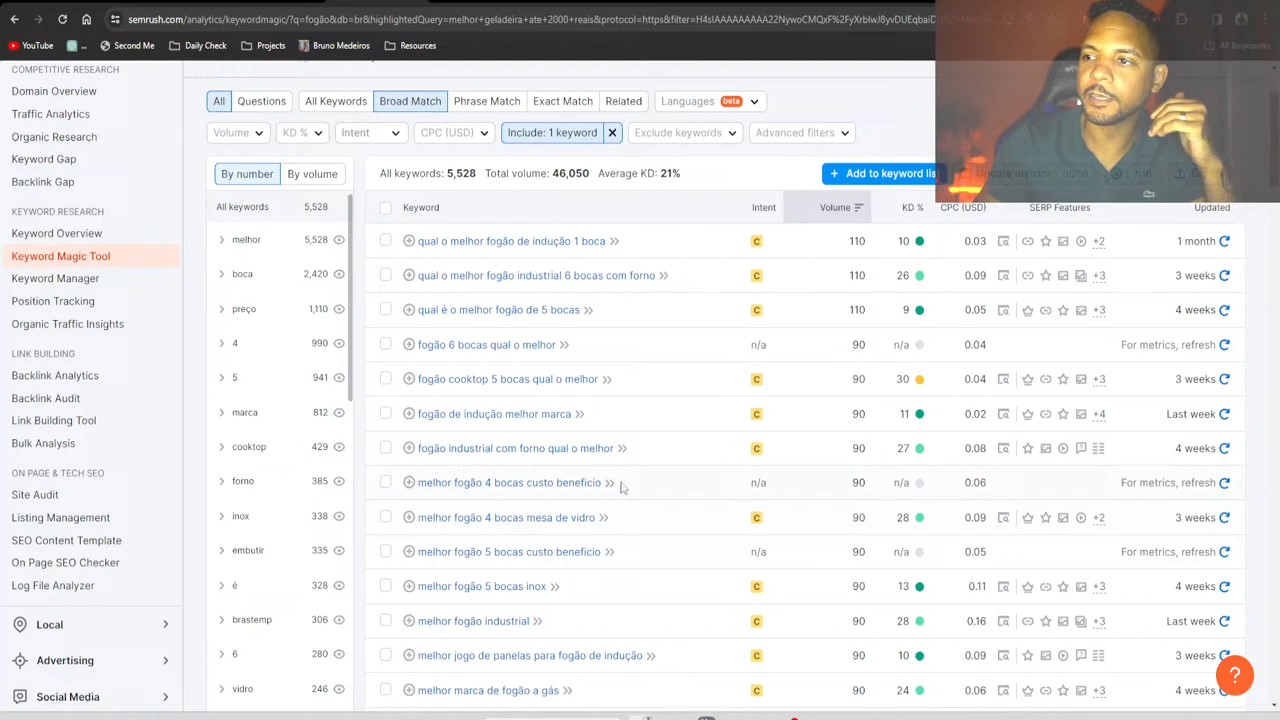 semrush.com/analytics/keywordmagic/?q=fogão&db=br&highlightedQuery=melhor+geladeira+ate+2000+reais&protocol=https&filter=
YouTube
Second Me
Daily Check
Projects
Bruno Medeiros
Resources
All Bookmarks
COMPETITIVE RESEARCH
Domain Overview
Traffic Analytics
Organic Research
Keyword Gap
Backlink Gap
KEYWORD RESEARCH
Keyword Overview
Keyword Magic Tool
Keyword Manager
Position Tracking
Organic Traffic Insights
LINK BUILDING
Backlink Analytics
Backlink Audit
Link Building Tool
Bulk Analysis
ON PAGE & TECH SEO
Site Audit
Listing Management
SEO Content Template
On Page SEO Checker
Log File Analyzer
Local
Advertising
Social Media
All Questions All Keywords Broad Match Phrase Match Exact Match Related Languages beta
Volume KD % Intent CPC (USD) Include: 1 keyword Exclude keywords Advanced filters
By number By volume
All keywords 5,528
melhor 5,528
boca 2,420
preço 1,110
4 990
5 941
marca 812
cooktop 429
forno 385
inox 338
embutir 335
é 328
brastemp 306
6 280
vidro 246
All keywords: 5,528 Total volume: 46,050 Average KD: 21%
+ Add to keyword list Update metrics 0/250 7/10
Keyword Intent Volume KD % CPC (USD) SERP Features Updated
qual o melhor fogão de indução 1 boca C 110 10 0.03 +2 1 month
qual o melhor fogão industrial 6 bocas com forno C 110 26 0.09 +3 3 weeks
qual é o melhor fogão de 5 bocas C 110 9 0.05 +3 4 weeks
fogão 6 bocas qual o melhor n/a 90 n/a 0.04 For metrics, refresh
fogão cooktop 5 bocas qual o melhor C 90 30 0.04 +3 3 weeks
fogão de indução melhor marca C 90 11 0.02 +4 Last week
fogão industrial com forno qual o melhor C 90 27 0.08 4 weeks
melhor fogão 4 bocas custo beneficio n/a 90 n/a 0.06 For metrics, refresh
melhor fogão 4 bocas mesa de vidro C 90 28 0.09 +2 3 weeks
melhor fogão 5 bocas custo beneficio n/a 90 n/a 0.05 For metrics, refresh
melhor fogão 5 bocas inox C 90 13 0.11 +3 4 weeks
melhor fogão industrial C 90 28 0.16 +3 Last week
melhor jogo de panelas para fogão de indução C 90 10 0.09 3 weeks
melhor marca de fogão a gás C 90 24 0.06 +3 4 weeks
?